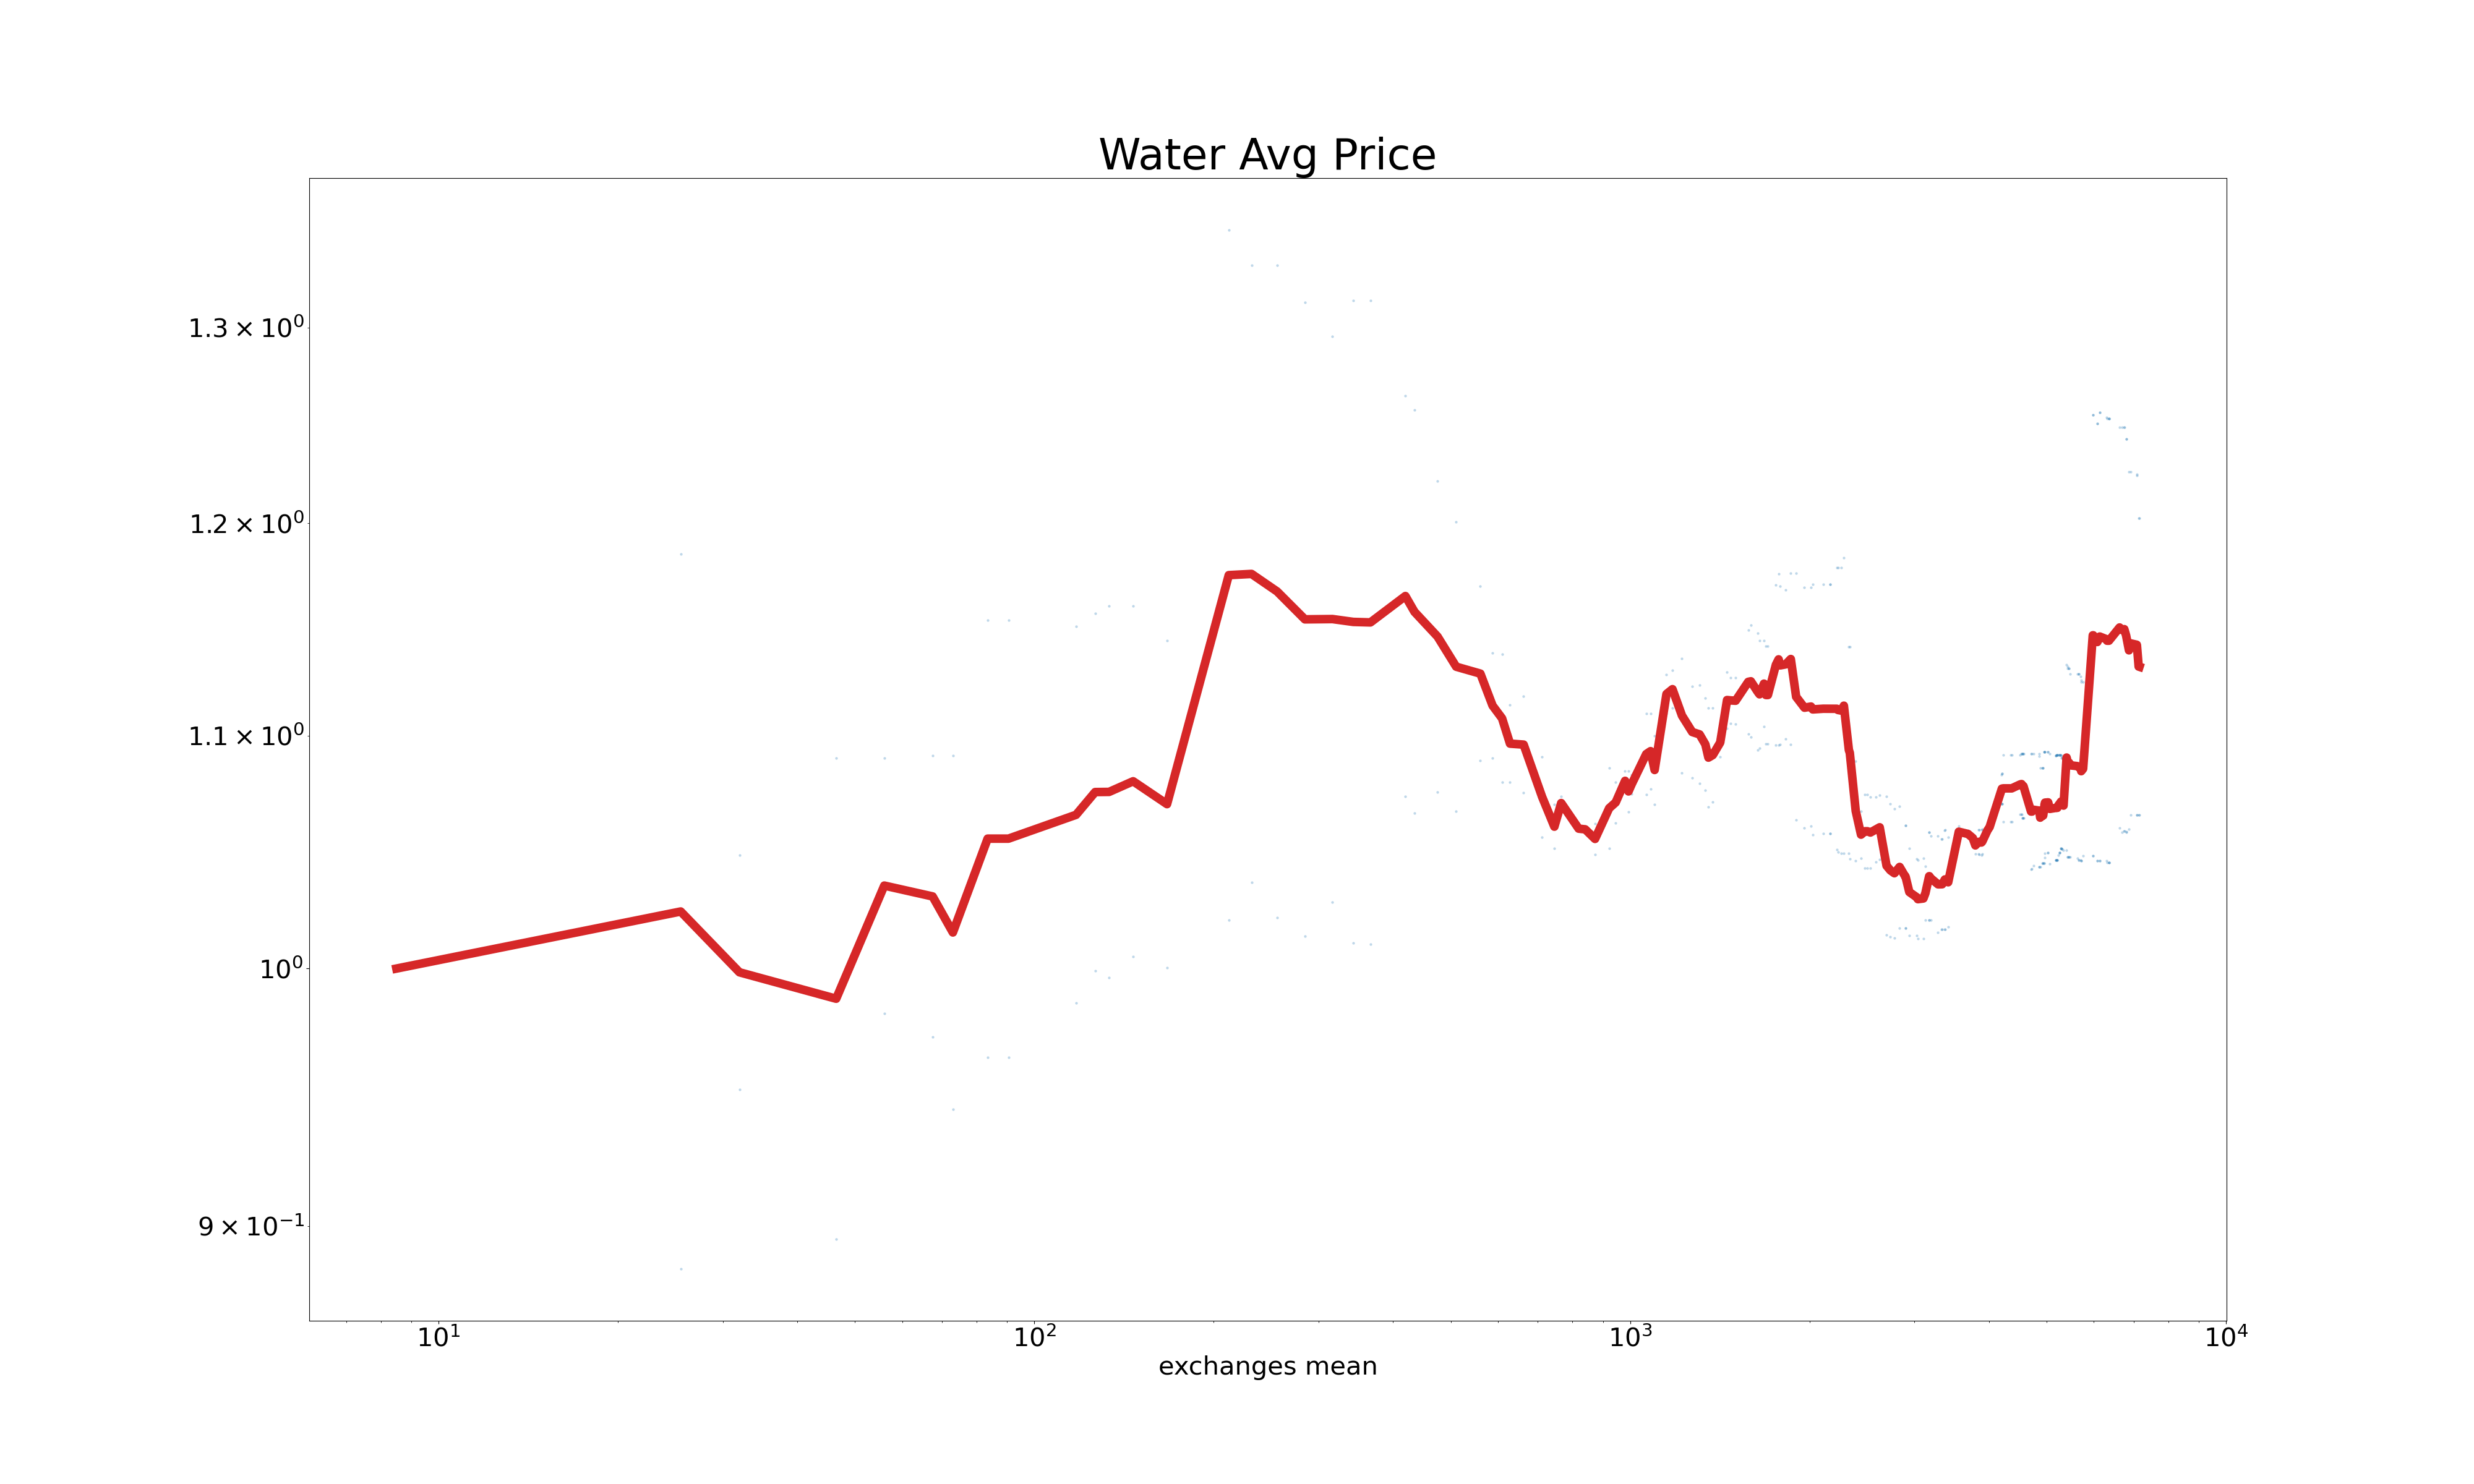 Water Avg Price
1.3 × 10⁰
1.2 × 10⁰
1.1 × 10⁰
10⁰
9 × 10⁻¹
10¹ 10² 10³ 10⁴
exchanges mean